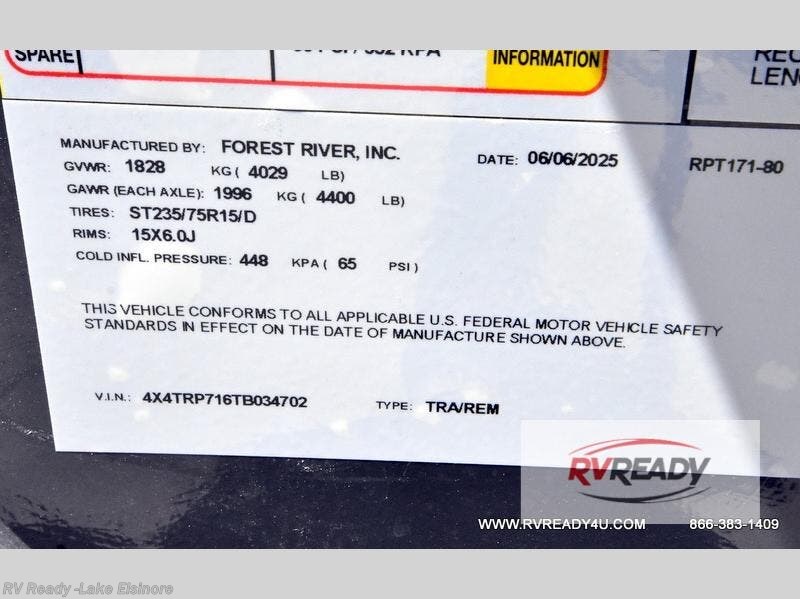 SPARE
INFORMATION
MANUFACTURED BY: FOREST RIVER, INC. DATE: 06/06/2025 RPT171-80
GVWR: 1828 KG ( 4029 LB)
GAWR (EACH AXLE): 1996 KG ( 4400 LB)
TIRES: ST235/75R15/D
RIMS: 15X6.0J
COLD INFL. PRESSURE: 448 KPA ( 65 PSI )
THIS VEHICLE CONFORMS TO ALL APPLICABLE U.S. FEDERAL MOTOR VEHICLE SAFETY
STANDARDS IN EFFECT ON THE DATE OF MANUFACTURE SHOWN ABOVE.
V.I.N.: 4X4TRP716TB034702 TYPE: TRA/REM
RVREADY
WWW.RVREADY4U.COM 866-383-1409
RV Ready -Lake Elsinore